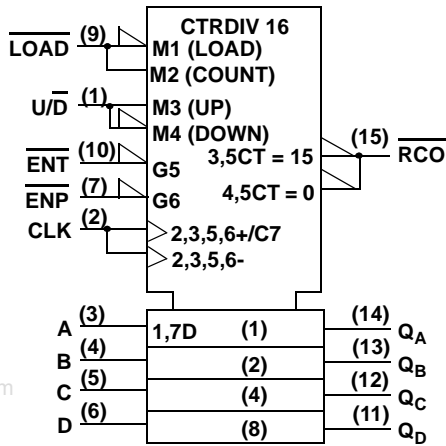 CTRDIV 16
LOAD (9) M1 (LOAD)
M2 (COUNT)
U/D (1) M3 (UP)
M4 (DOWN)
ENT (10) G5
3,5CT = 15 (15) RCO
ENP (7) G6
4,5CT = 0
CLK (2) 2,3,5,6+/C7
2,3,5,6-
A (3) 1,7D (1) (14) QA
B (4) (2) (13) QB
C (5) (4) (12) QC
D (6) (8) (11) QD
m